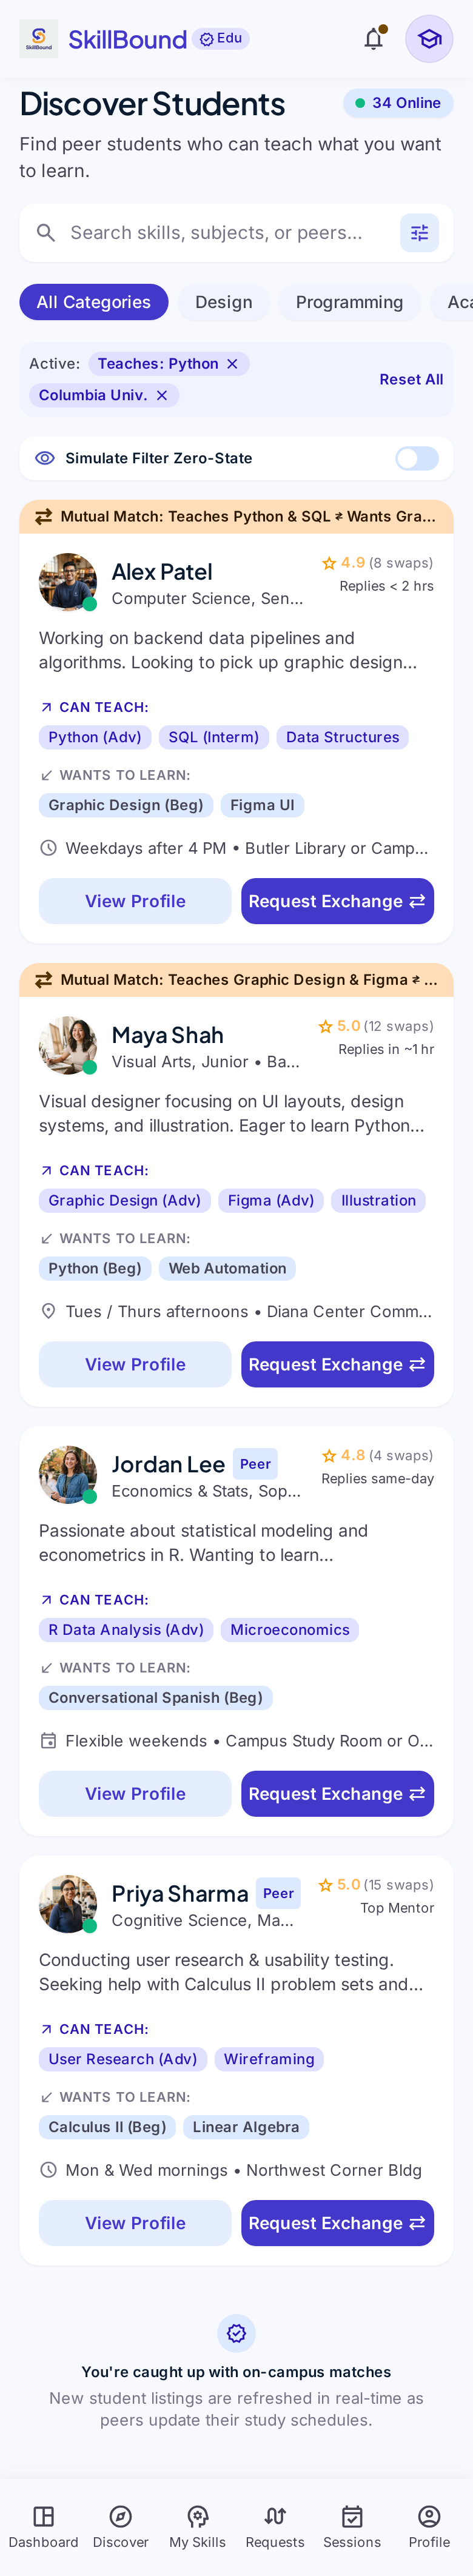 SkillBound
SkillBound Edu
Discover Students
34 Online
Find peer students who can teach what you want
to learn.
Search skills, subjects, or peers...
All Categories
Design
Programming
Aca
Active:
Teaches: Python ×
Columbia Univ. ×
Reset All
Simulate Filter Zero-State
Mutual Match: Teaches Python & SQL ⇌ Wants Gra...
Alex Patel
4.9 (8 swaps)
Computer Science, Sen...
Replies < 2 hrs
Working on backend data pipelines and
algorithms. Looking to pick up graphic design...
CAN TEACH:
Python (Adv)
SQL (Interm)
Data Structures
WANTS TO LEARN:
Graphic Design (Beg)
Figma UI
Weekdays after 4 PM • Butler Library or Camp...
View Profile
Request Exchange
Mutual Match: Teaches Graphic Design & Figma ⇌ ...
Maya Shah
5.0 (12 swaps)
Visual Arts, Junior • Ba...
Replies in ~1 hr
Visual designer focusing on UI layouts, design
systems, and illustration. Eager to learn Python...
CAN TEACH:
Graphic Design (Adv)
Figma (Adv)
Illustration
WANTS TO LEARN:
Python (Beg)
Web Automation
Tues / Thurs afternoons • Diana Center Comm...
View Profile
Request Exchange
Jordan Lee
Peer
4.8 (4 swaps)
Economics & Stats, Sop...
Replies same-day
Passionate about statistical modeling and
econometrics in R. Wanting to learn...
CAN TEACH:
R Data Analysis (Adv)
Microeconomics
WANTS TO LEARN:
Conversational Spanish (Beg)
Flexible weekends • Campus Study Room or O...
View Profile
Request Exchange
Priya Sharma
Peer
5.0 (15 swaps)
Cognitive Science, Ma...
Top Mentor
Conducting user research & usability testing.
Seeking help with Calculus II problem sets and...
CAN TEACH:
User Research (Adv)
Wireframing
WANTS TO LEARN:
Calculus II (Beg)
Linear Algebra
Mon & Wed mornings • Northwest Corner Bldg
View Profile
Request Exchange
You're caught up with on-campus matches
New student listings are refreshed in real-time as
peers update their study schedules.
Dashboard
Discover
My Skills
Requests
Sessions
Profile